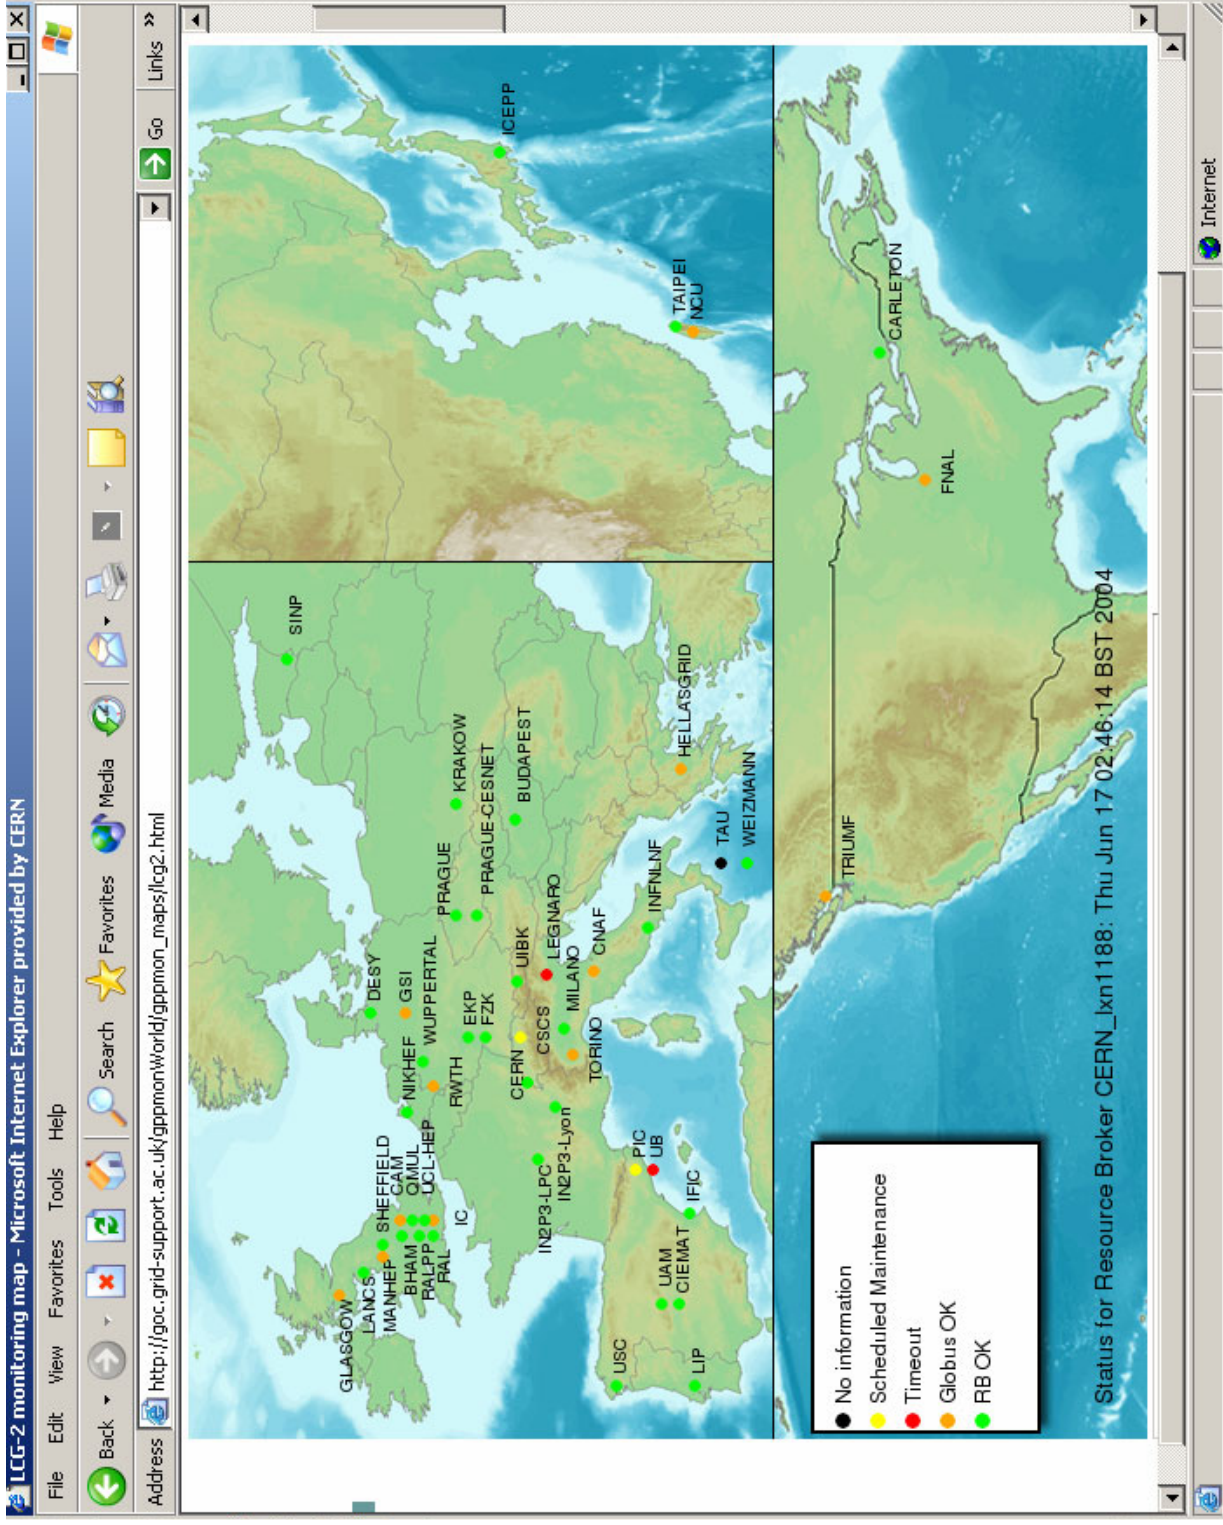 LCG-2 monitoring map - Microsoft Internet Explorer provided by CERN
File Edit View Favorites Tools Help
Back Search Favorites Media
Address http://goc.grid-support.ac.uk/gppmonWorld/gppmon_maps/lcg2.html Go Links »
SINP
GLASGOW
DESY
LANCS
SHEFFIELD
MANHEP
CAM
GSI
NIKHEF
BHAM
QMUL
WUPPERTAL
RALPP
UCL-HEP
RAL
IC
RWTH
PRAGUE
KRAKOW
EKP
FZK
PRAGUE-CESNET
CERN
UIBK
BUDAPEST
CSCS
IN2P3-LPC
IN2P3-Lyon
LEGNARO
MILANO
TORINO
CNAF
USC
PIC
UB
INFNLNF
UAM
CIEMAT
IFIC
LIP
HELLASGRID
TAU
WEIZMANN
ICEPP
TAIPEI
NCU
TRIUMF
CARLETON
FNAL
No information
Scheduled Maintenance
Timeout
Globus OK
RB OK
Status for Resource Broker CERN_lxn1188: Thu Jun 17 02:46:14 BST 2004
Internet